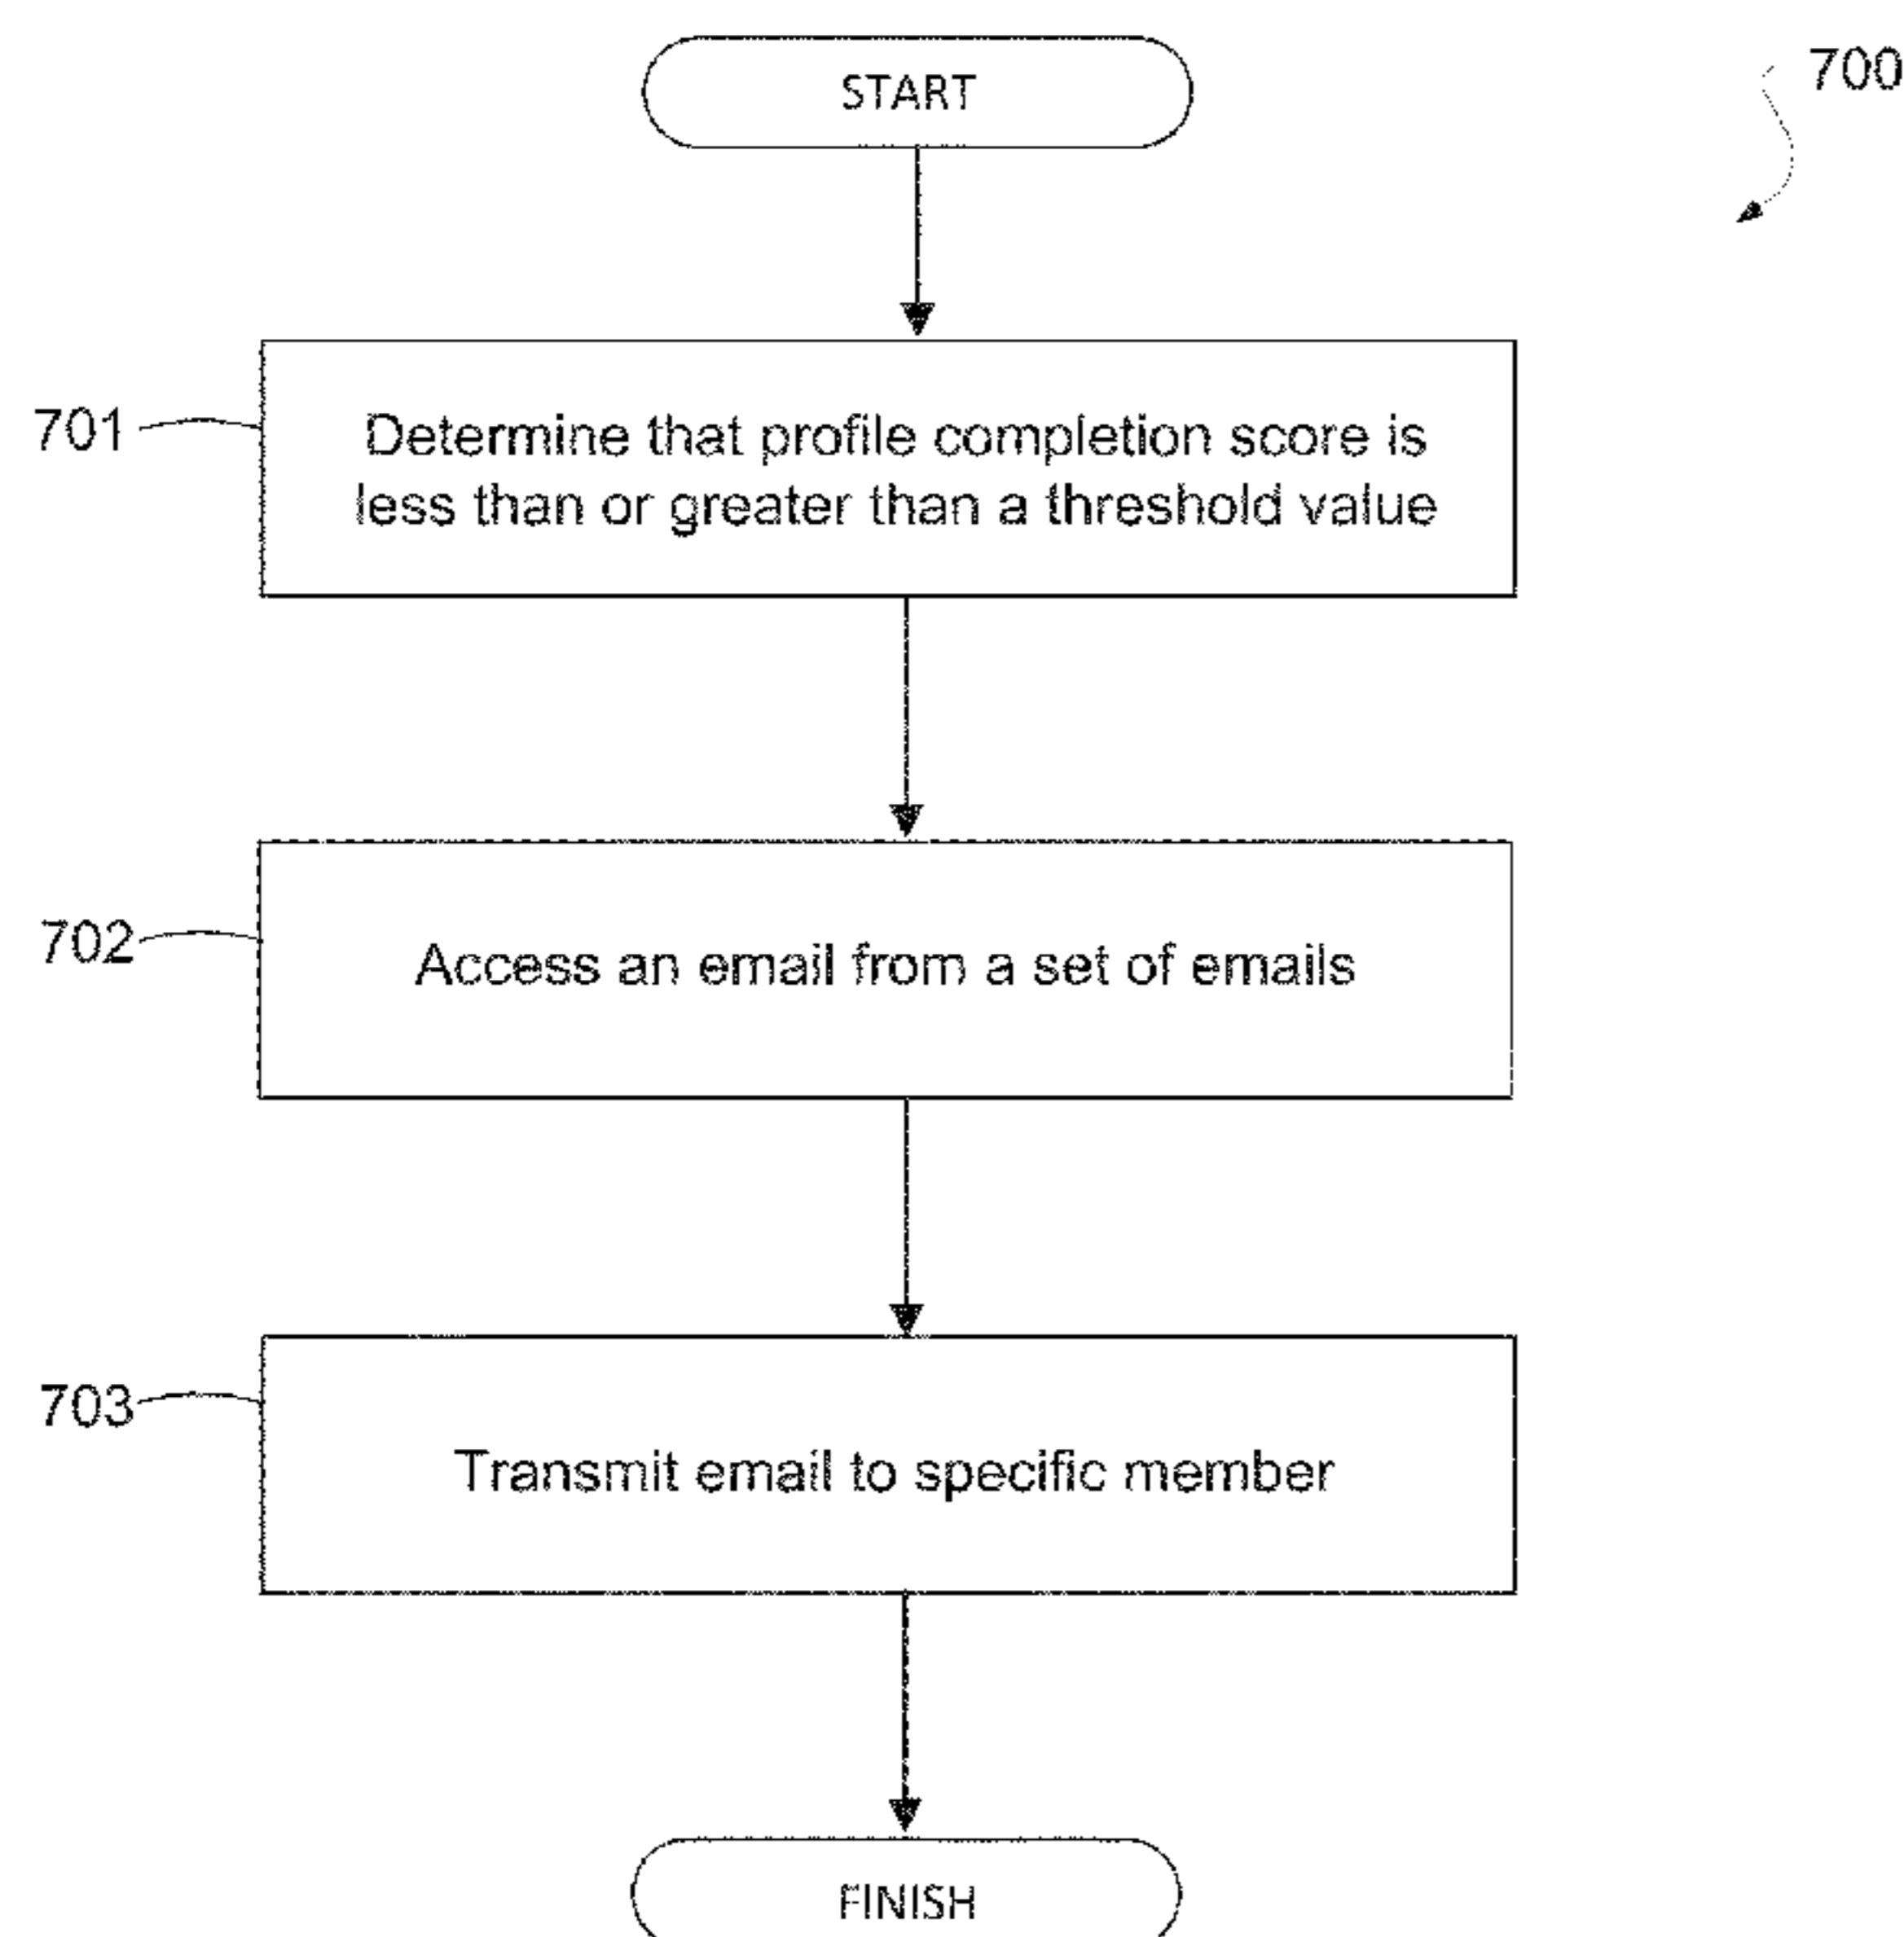 START
700
701
Determine that profile completion score is
less than or greater than a threshold value
702
Access an email from a set of emails
703
Transmit email to specific member
FINISH